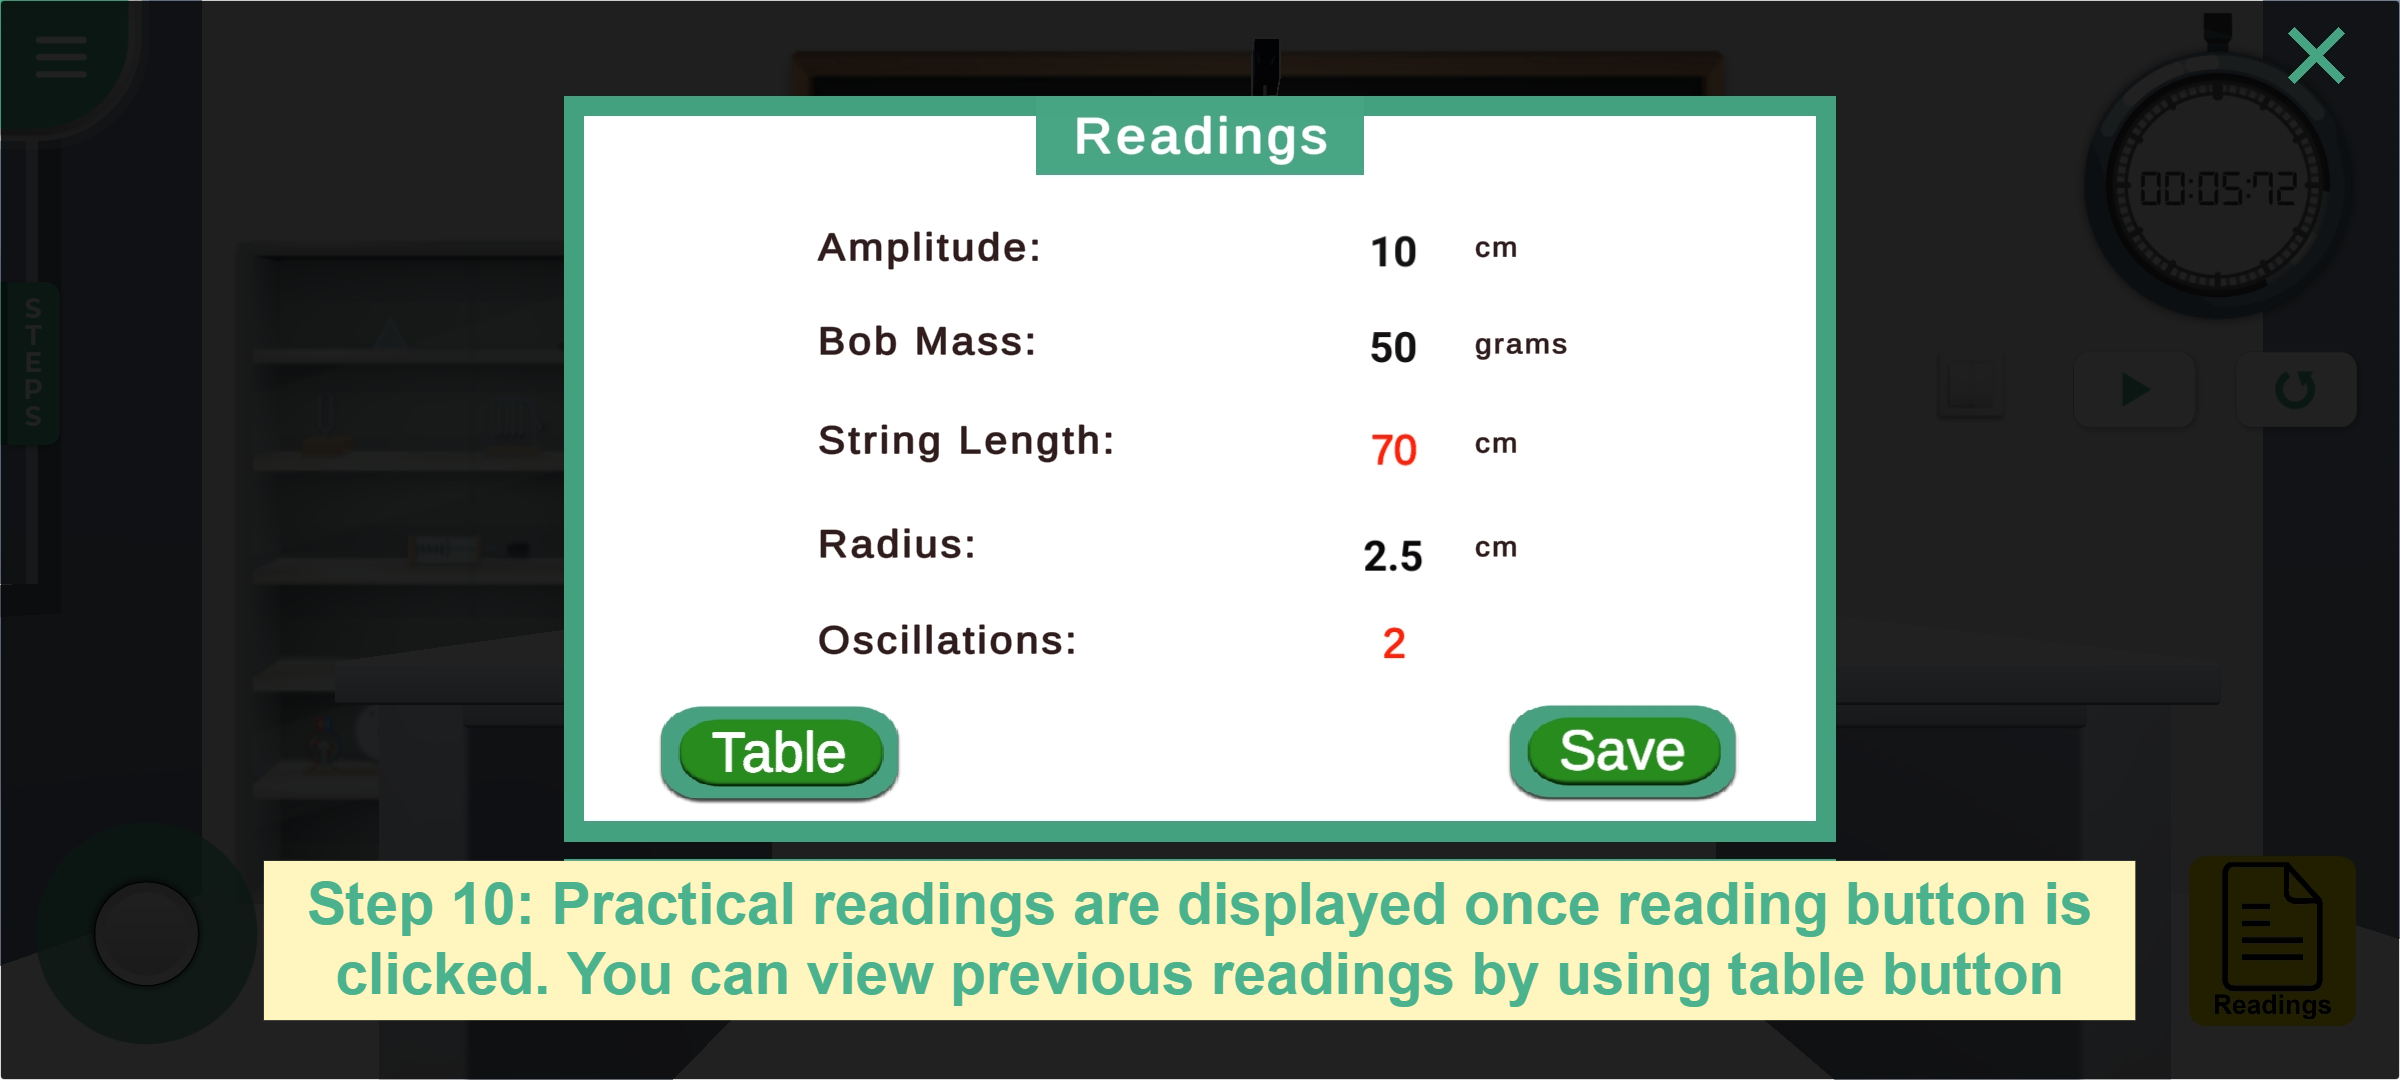 Readings
00:05:72
Amplitude: 10 cm
Bob Mass: 50 grams
STEPS
String Length: 70 cm
Radius: 2.5 cm
Oscillations: 2
Table Save
Step 10: Practical readings are displayed once reading button is
clicked. You can view previous readings by using table button
Readings